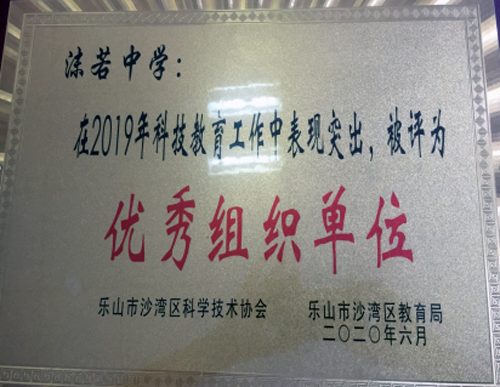 沫若中学：
在2019年科技教育工作中表现突出，被评为
优秀组织单位
乐山市沙湾区科学技术协会 乐山市沙湾区教育局
二〇二〇年六月